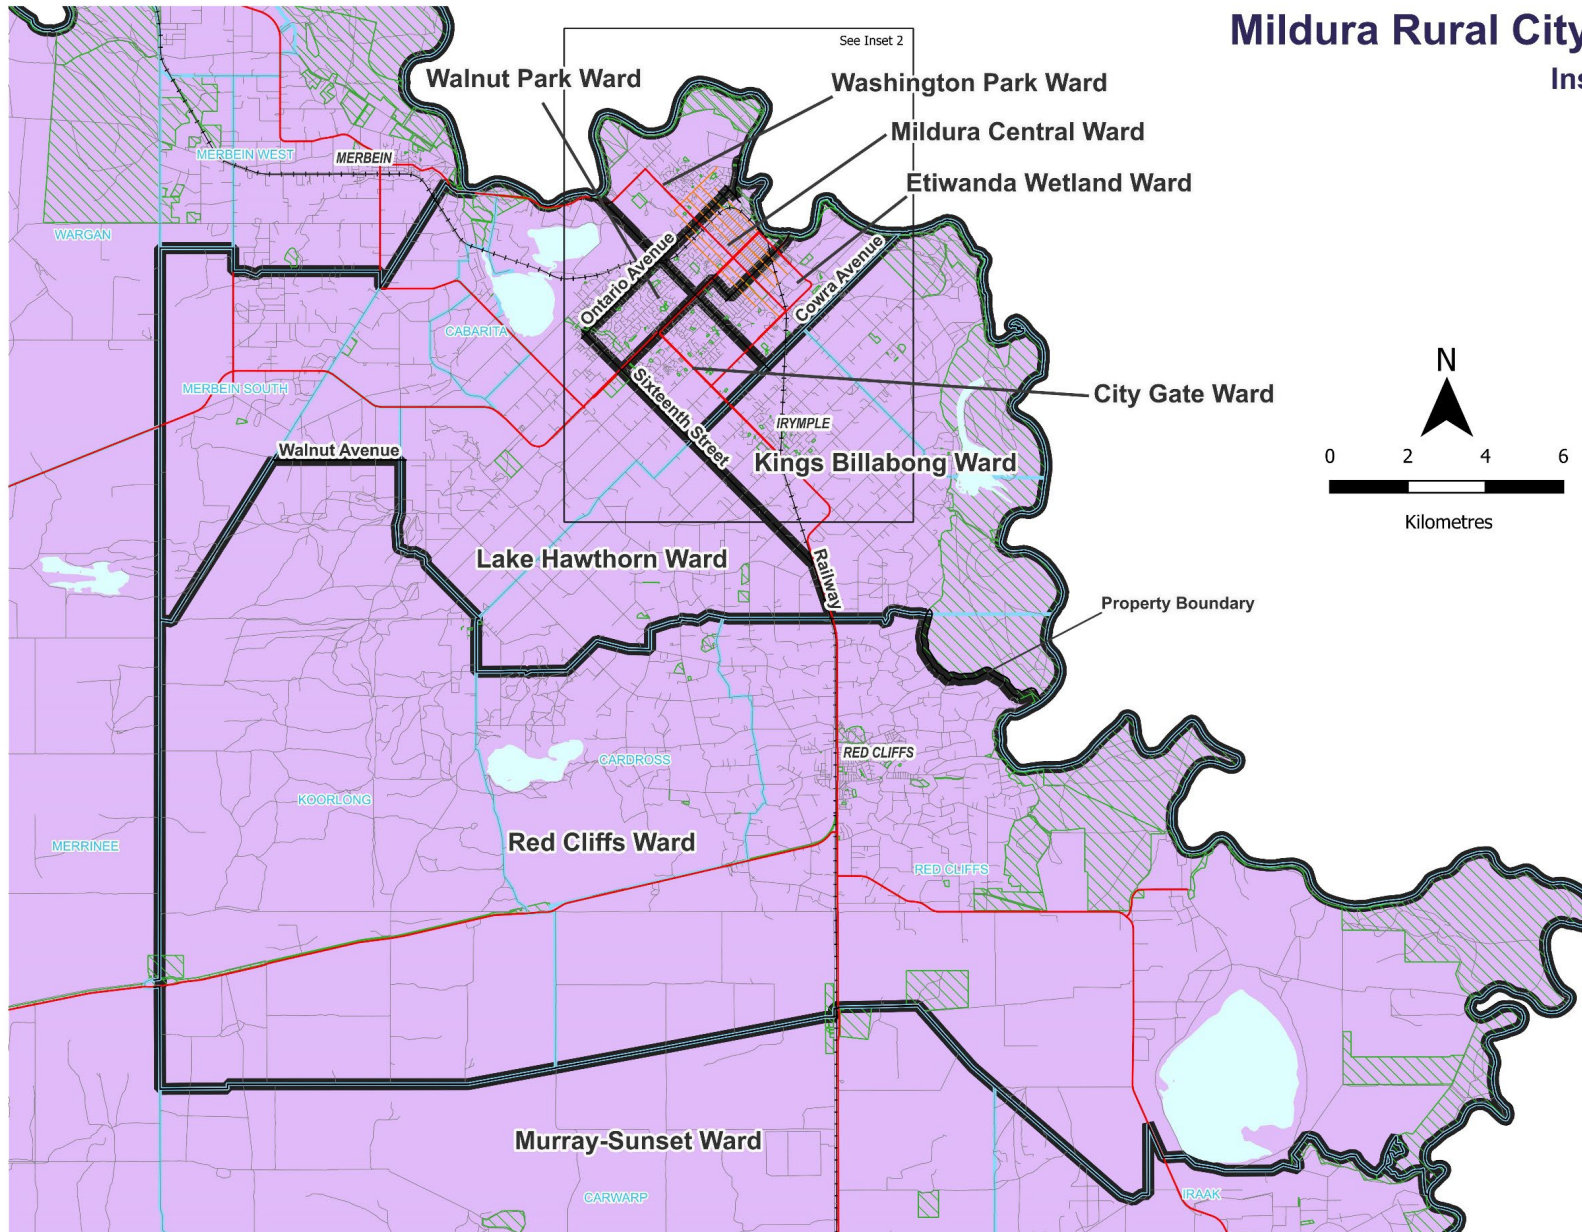 Mildura Rural City
Ins
See Inset 2
Walnut Park Ward
Washington Park Ward
Mildura Central Ward
MERBEIN WEST
MERBEIN
Etiwanda Wetland Ward
WARGAN
Ontario Avenue
Cowra Avenue
CABARITA
MERBEIN SOUTH
City Gate Ward
N
Sixteenth Street
IRYMPLE
Walnut Avenue
Kings Billabong Ward
0 2 4 6
Kilometres
Lake Hawthorn Ward
Railway
Property Boundary
RED CLIFFS
CARDROSS
KOORLONG
MERRINEE
Red Cliffs Ward
RED CLIFFS
Murray-Sunset Ward
CARWARP
IRAAK